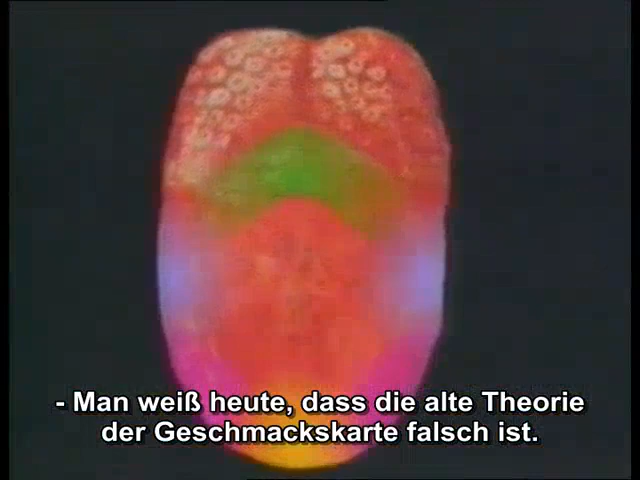 - Man weiß heute, dass die alte Theorie
der Geschmackskarte falsch ist.